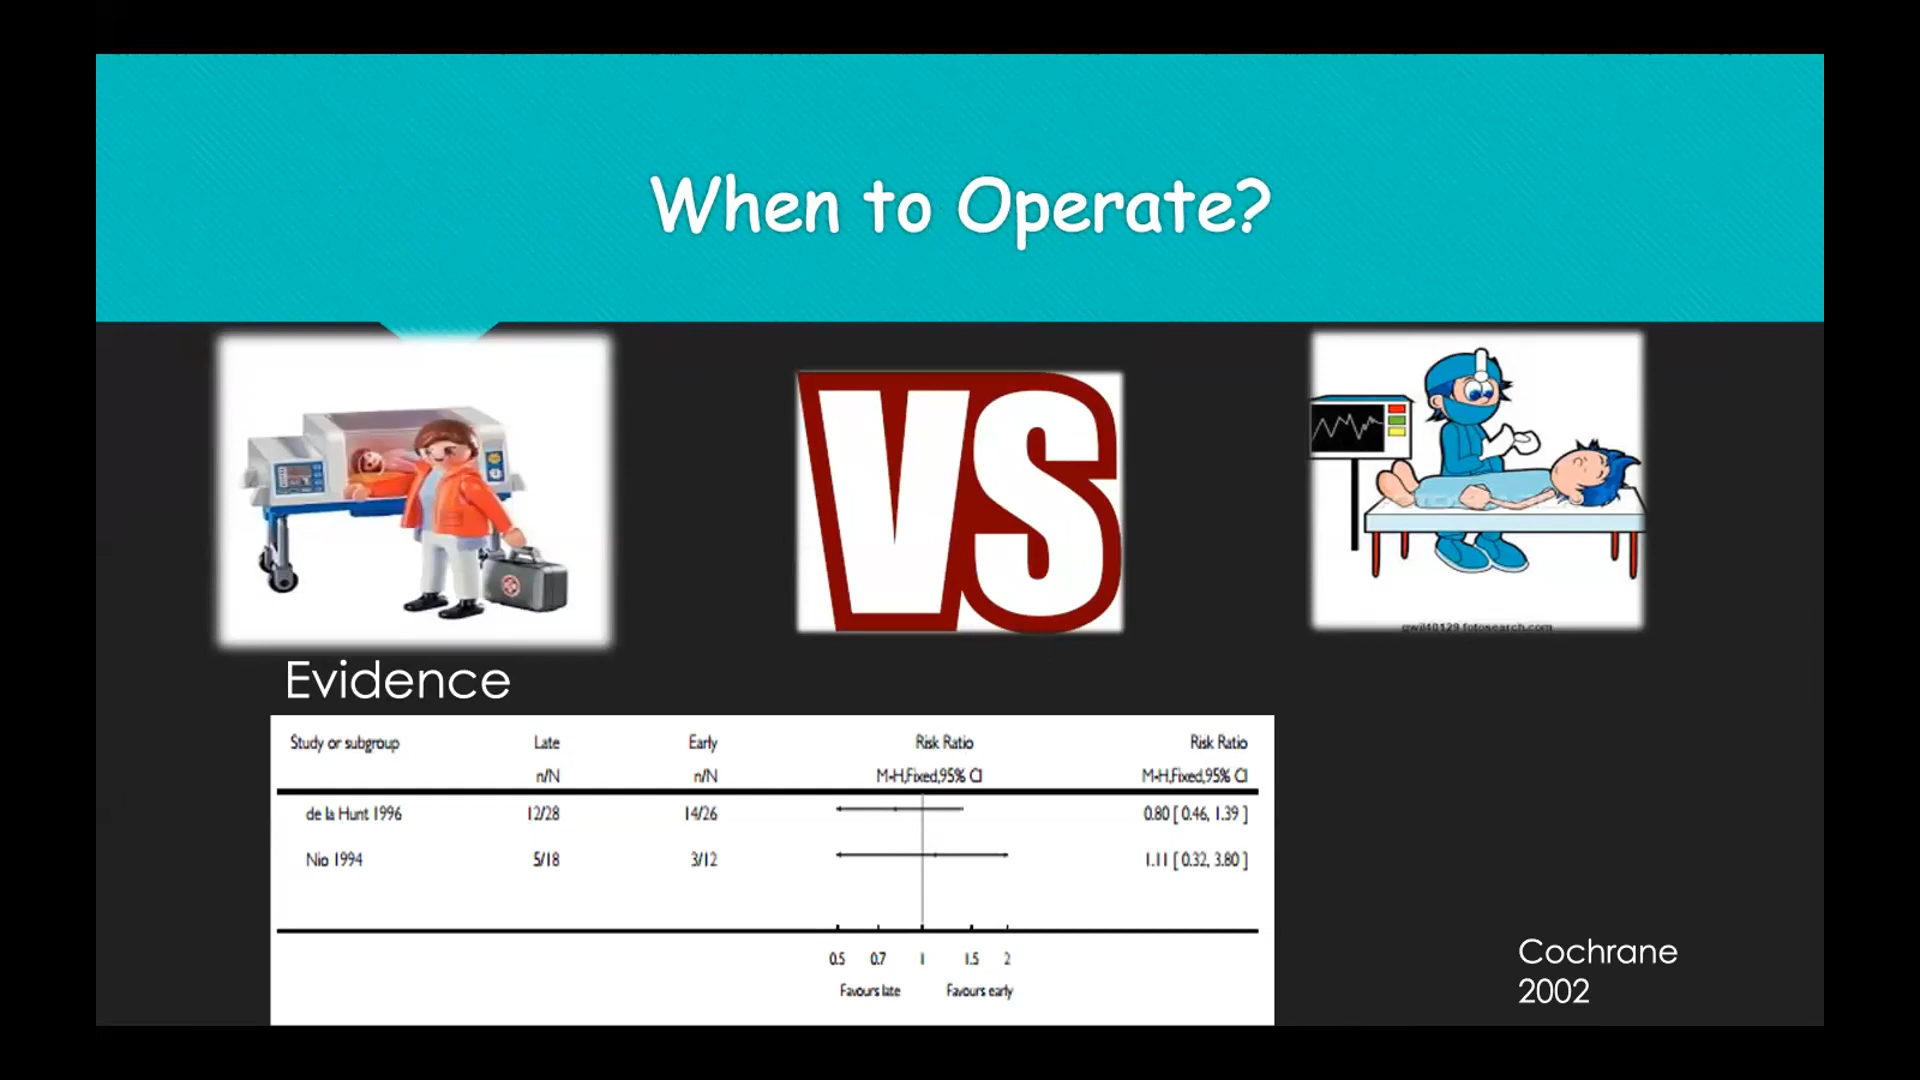 When to Operate?
VS
qwil40129 fotosearch.com
Evidence
Study or subgroup Late Early Risk Ratio Risk Ratio
n/N n/N M-H,Fixed,95% CI M-H,Fixed,95% CI
de la Hunt 1996 12/28 14/26 0.80 [ 0.46, 1.39 ]
Nio 1994 5/18 3/12 1.11 [ 0.32, 3.80 ]
0.5 0.7 1 1.5 2
Favours late Favours early
Cochrane
2002